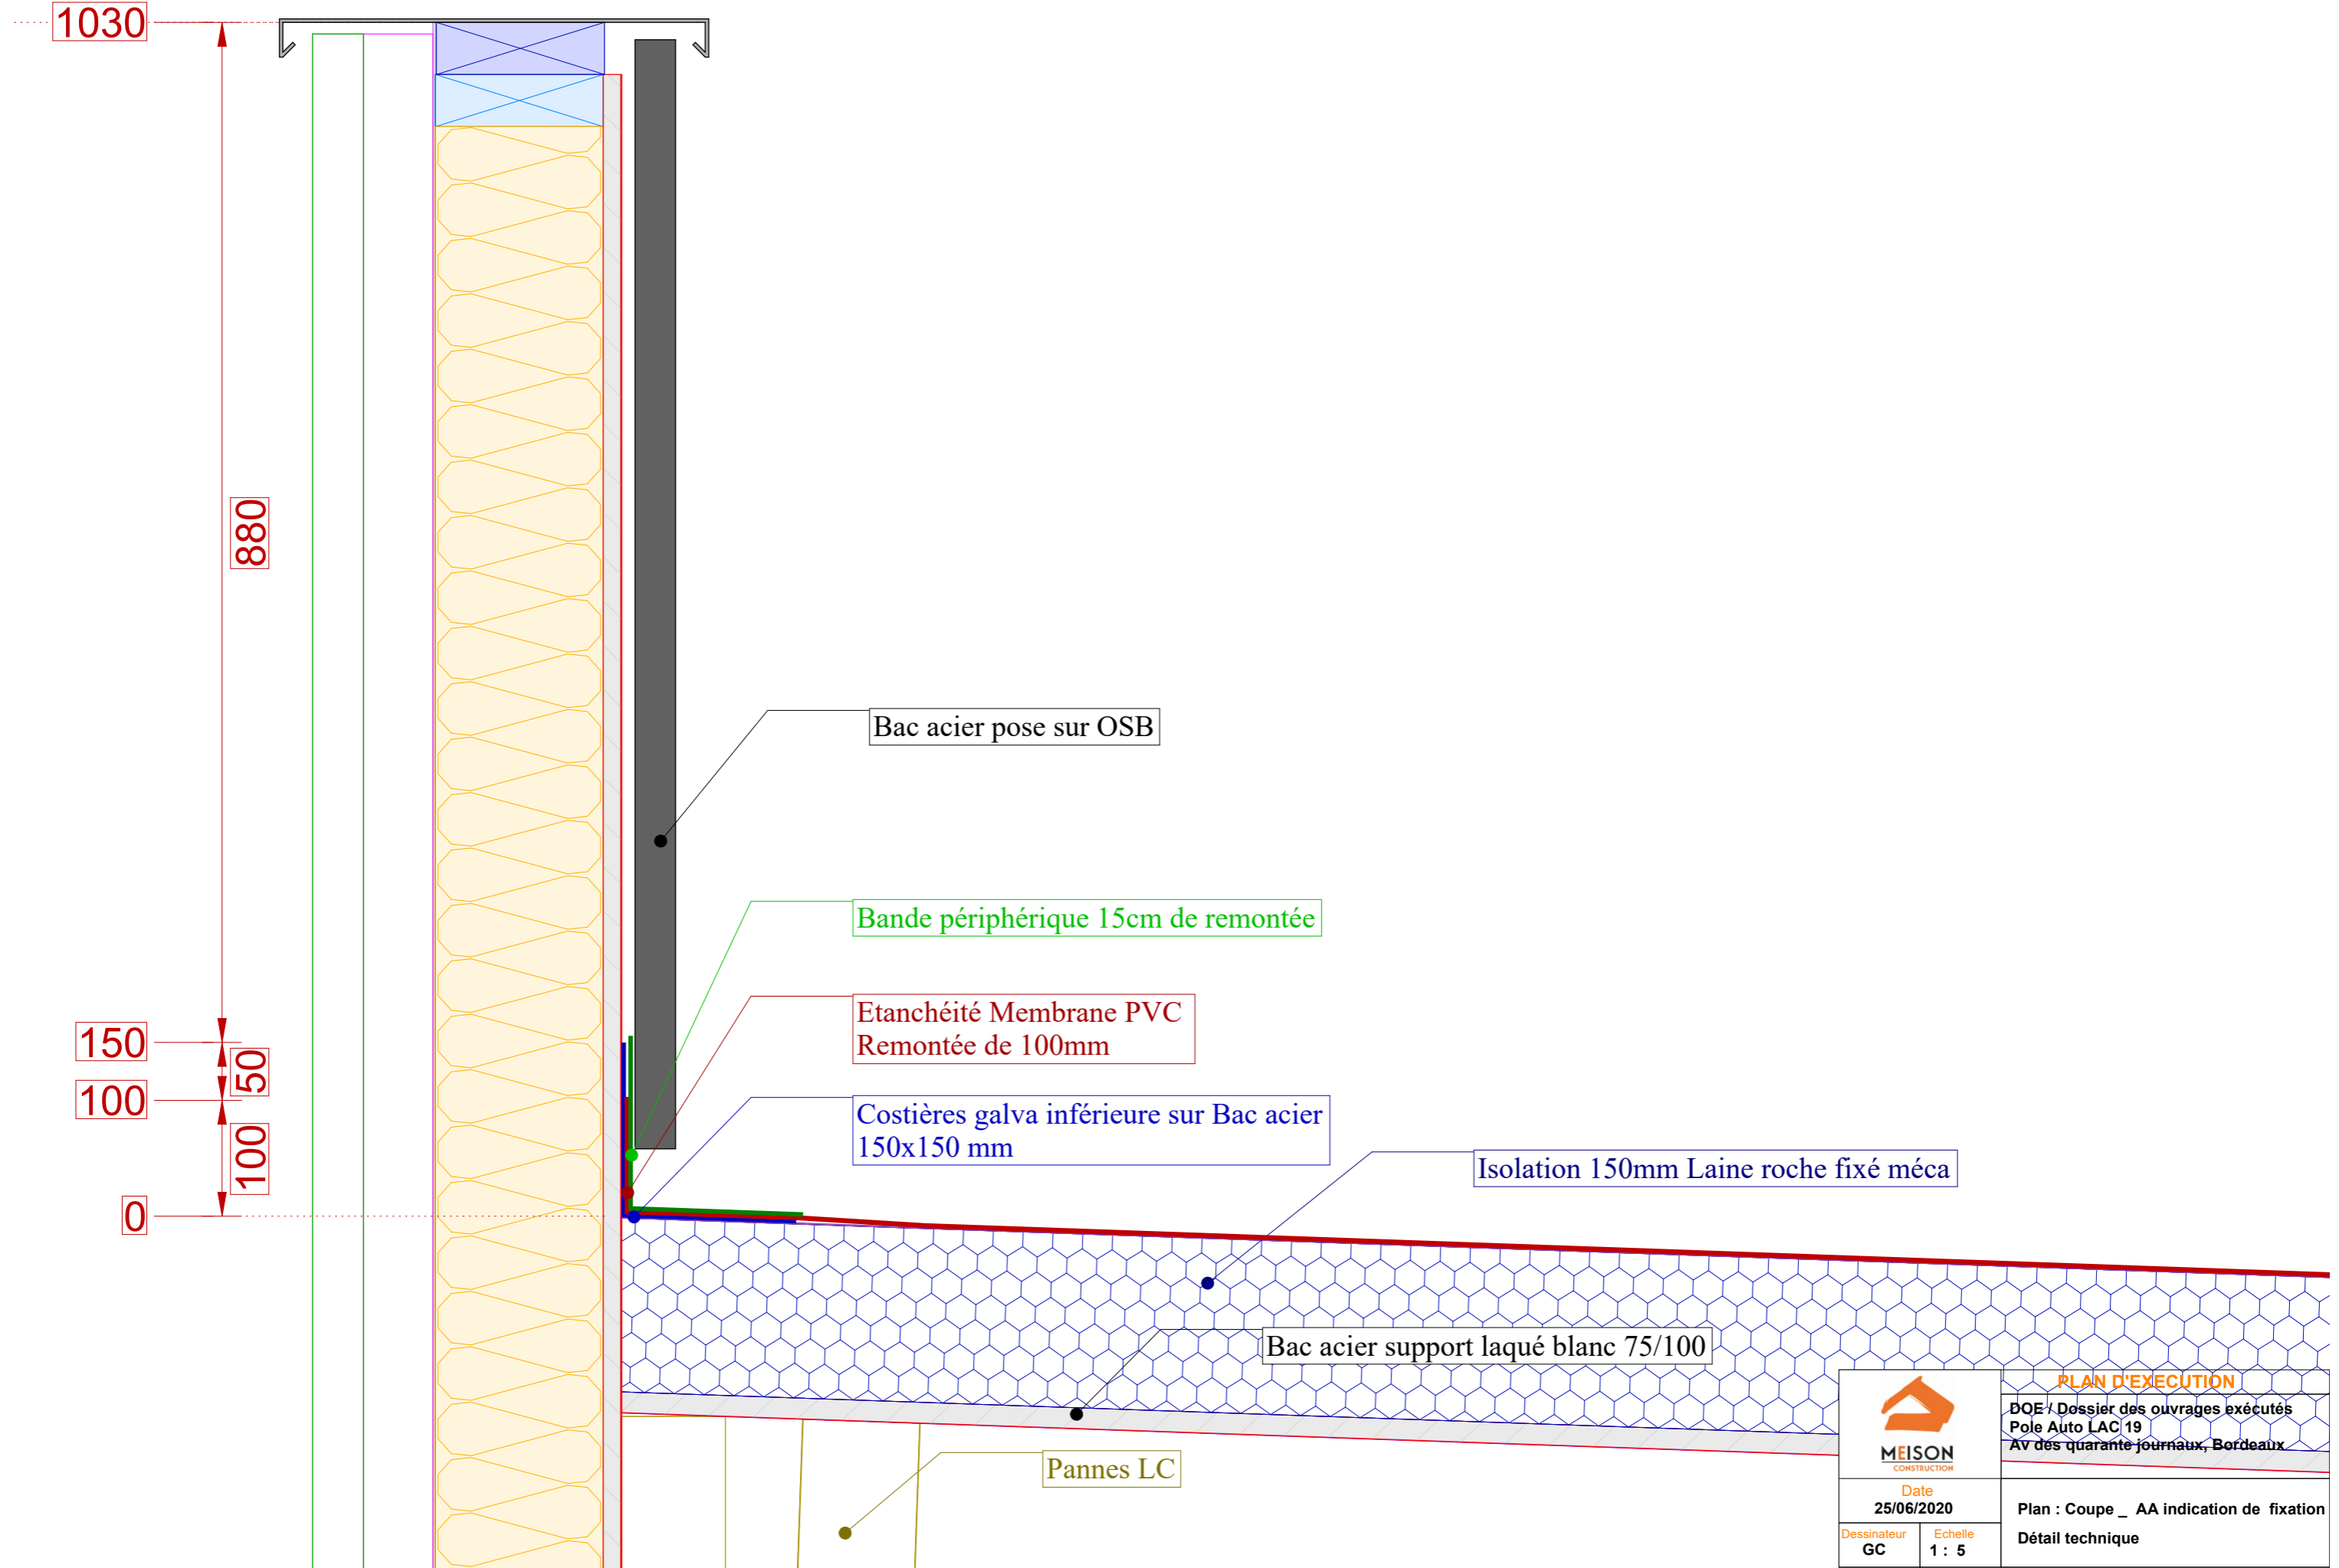 1030
880
Bac acier pose sur OSB
Bande périphérique 15cm de remontée
Etanchéité Membrane PVC
Remontée de 100mm
150
50
100
100
0
Costières galva inférieure sur Bac acier
150x150 mm
Isolation 150mm Laine roche fixé méca
Bac acier support laqué blanc 75/100
Pannes LC
MEISON
CONSTRUCTION
PLAN D'EXECUTION
DOE / Dossier des ouvrages exécutés
Pole Auto LAC 19
Av des quarante journaux, Bordeaux
Date
25/06/2020
Dessinateur
GC
Echelle
1 : 5
Plan : Coupe _ AA indication de fixation
Détail technique